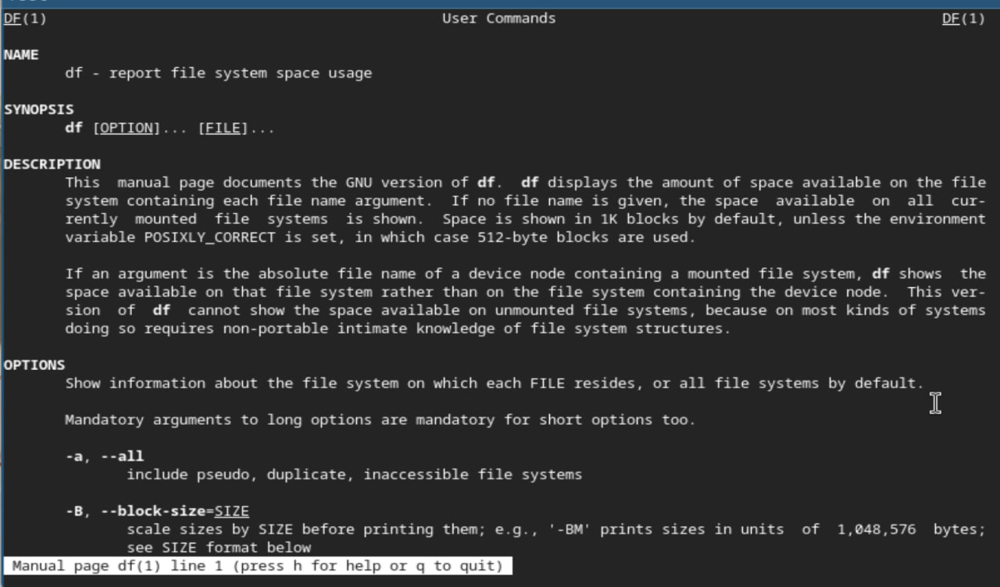 DF(1) User Commands DF(1)
NAME
df - report file system space usage
SYNOPSIS
df [OPTION]... [FILE]...
DESCRIPTION
This manual page documents the GNU version of df. df displays the amount of space available on the file
system containing each file name argument. If no file name is given, the space available on all cur-
rently mounted file systems is shown. Space is shown in 1K blocks by default, unless the environment
variable POSIXLY_CORRECT is set, in which case 512-byte blocks are used.
If an argument is the absolute file name of a device node containing a mounted file system, df shows the
space available on that file system rather than on the file system containing the device node. This ver-
sion of df cannot show the space available on unmounted file systems, because on most kinds of systems
doing so requires non-portable intimate knowledge of file system structures.
OPTIONS
Show information about the file system on which each FILE resides, or all file systems by default.
Mandatory arguments to long options are mandatory for short options too.
-a, --all
include pseudo, duplicate, inaccessible file systems
-B, --block-size=SIZE
scale sizes by SIZE before printing them; e.g., '-BM' prints sizes in units of 1,048,576 bytes;
see SIZE format below
Manual page df(1) line 1 (press h for help or q to quit)